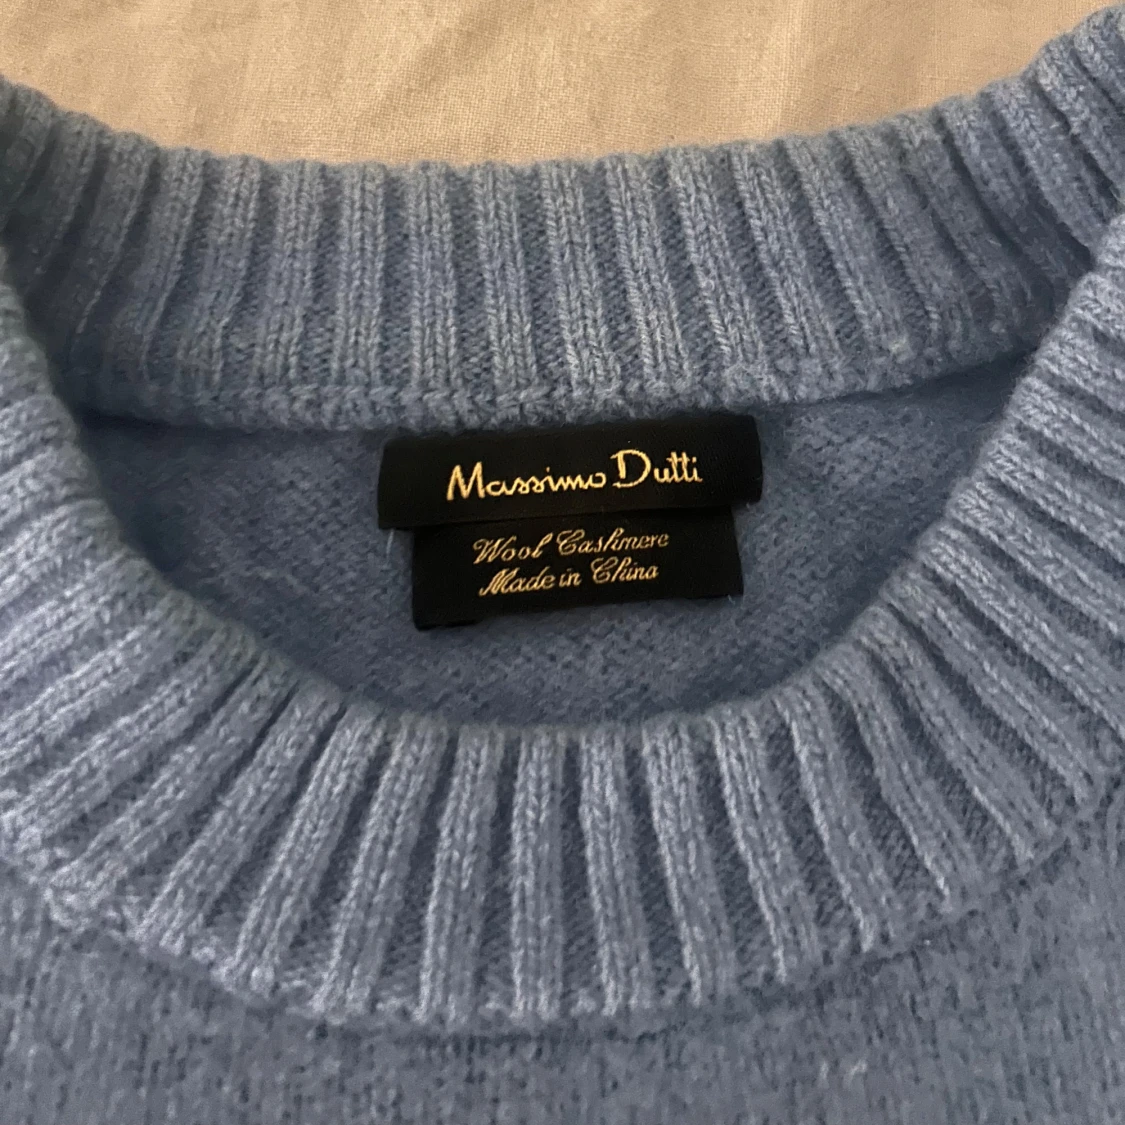 Massimo Dutti
Wool Cashmere
Made in China